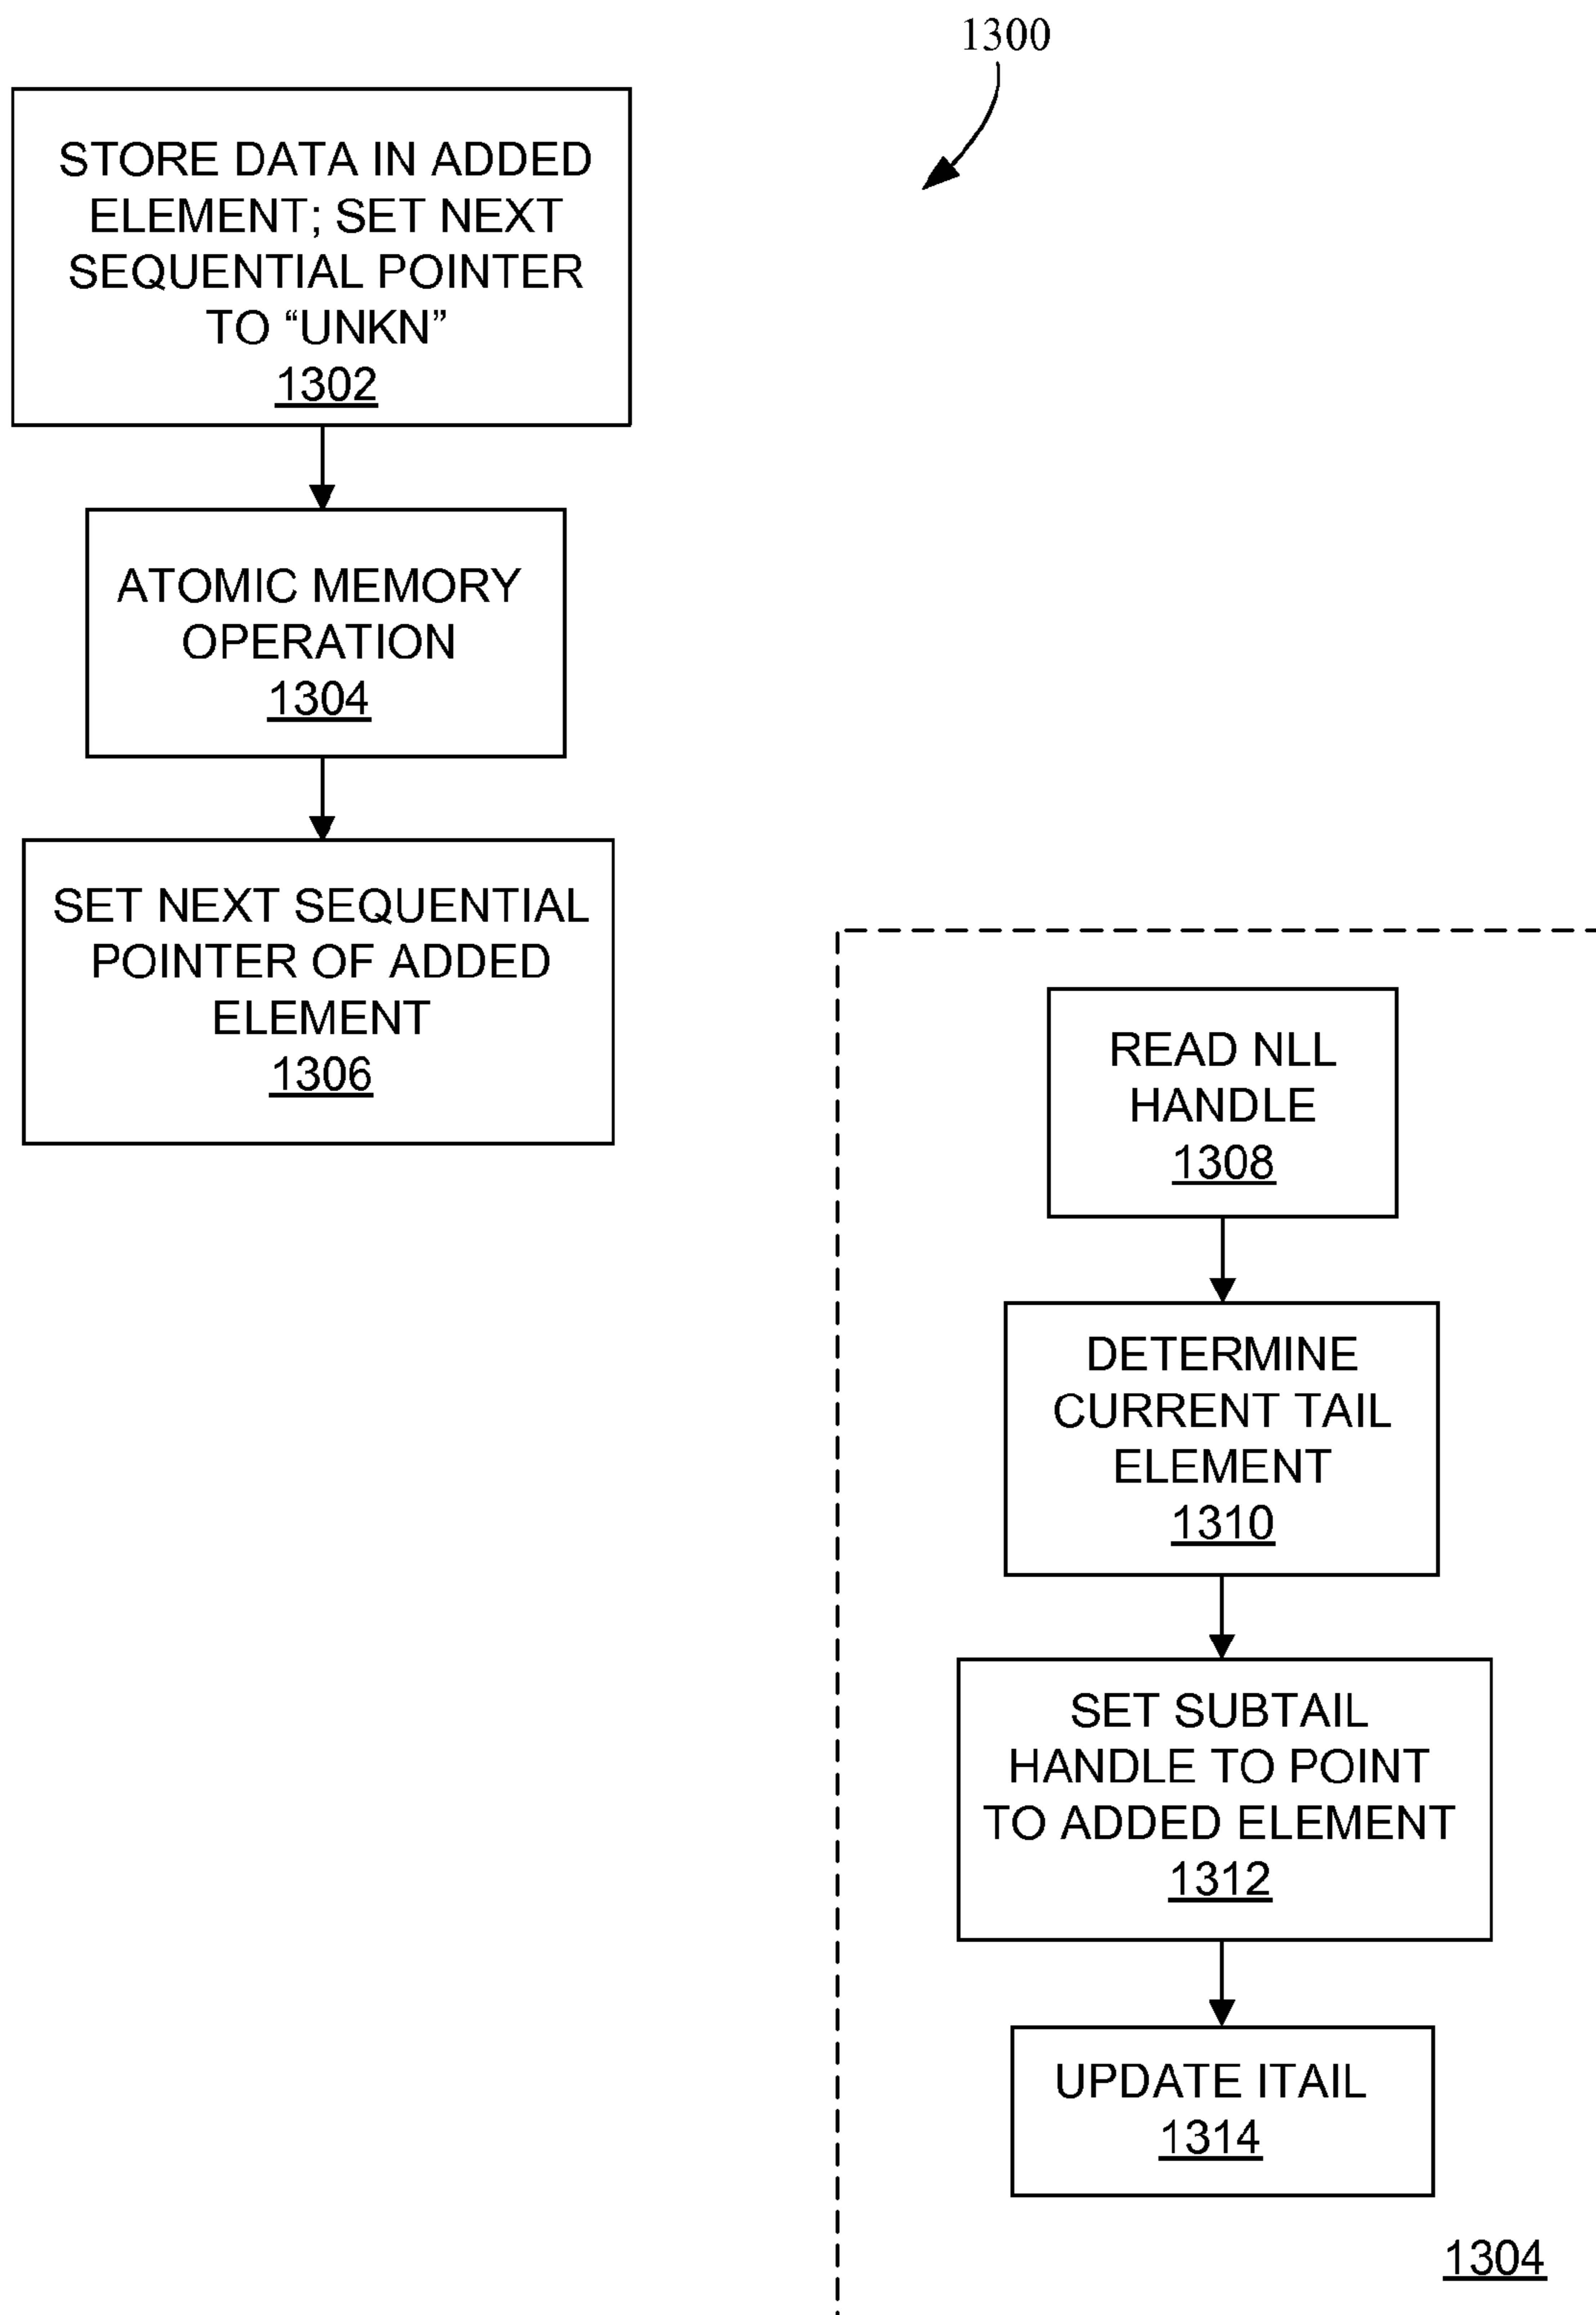 1300
STORE DATA IN ADDED
ELEMENT; SET NEXT
SEQUENTIAL POINTER
TO “UNKN”
1302
ATOMIC MEMORY
OPERATION
1304
SET NEXT SEQUENTIAL
POINTER OF ADDED
ELEMENT
1306
READ NLL
HANDLE
1308
DETERMINE
CURRENT TAIL
ELEMENT
1310
SET SUBTAIL
HANDLE TO POINT
TO ADDED ELEMENT
1312
UPDATE ITAIL
1314
1304